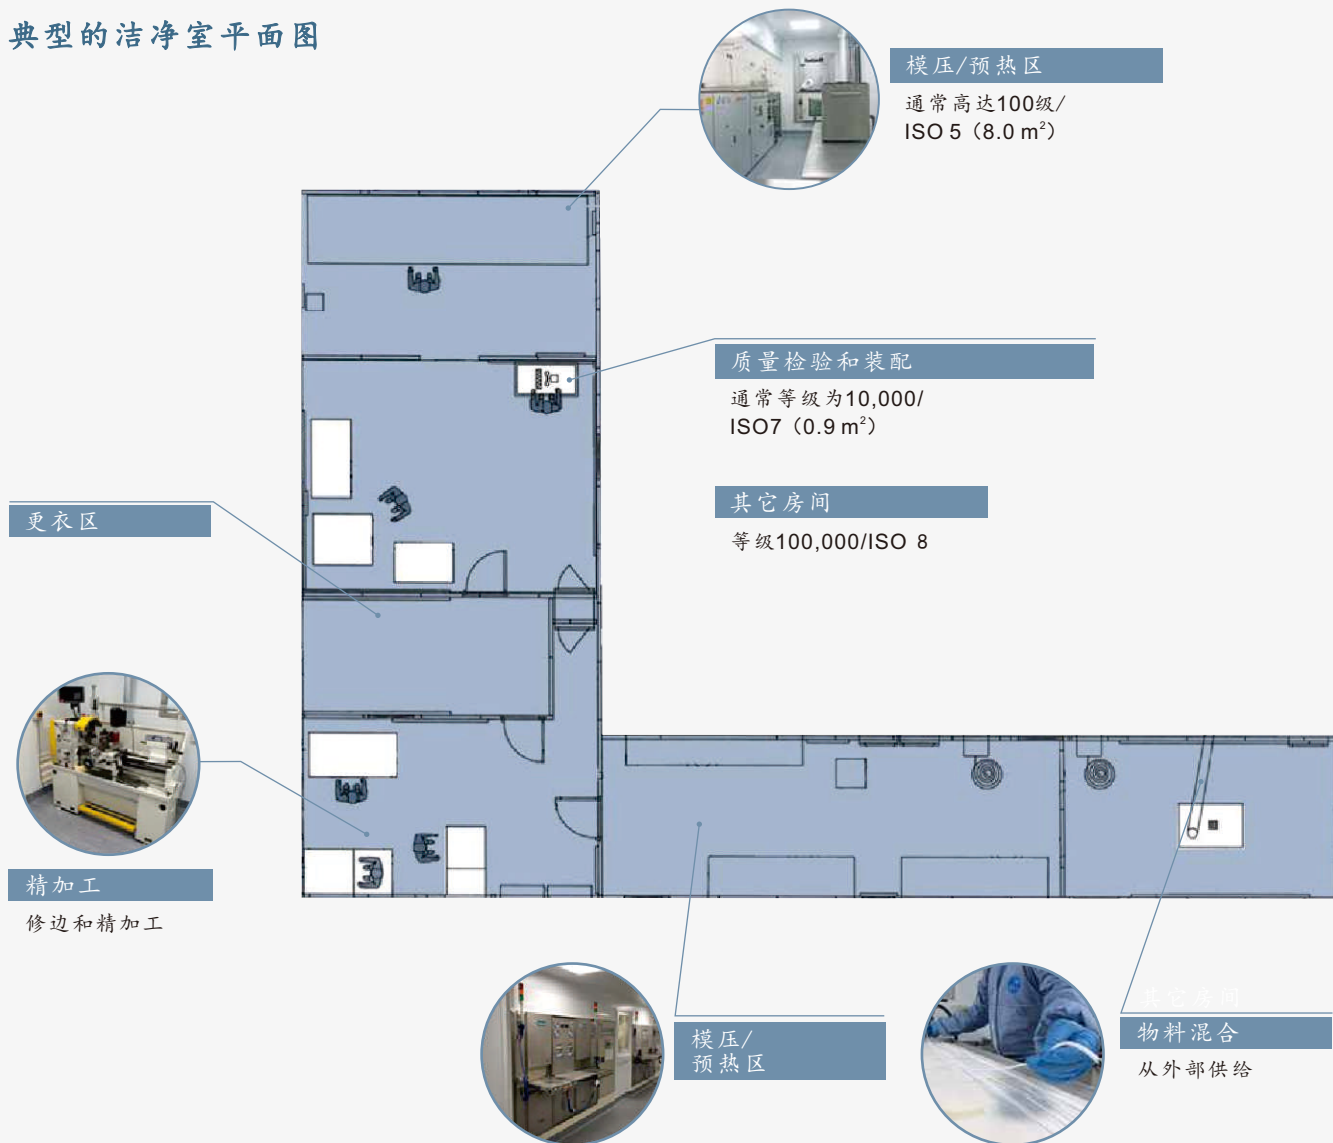 典型的洁净室平面图
模压/预热区
通常高达100级/
ISO 5（8.0 m²）
质量检验和装配
通常等级为10,000/
ISO7（0.9 m²）
其它房间
等级100,000/ISO 8
更衣区
精加工
修边和精加工
模压/
预热区
其它房间
物料混合
从外部供给